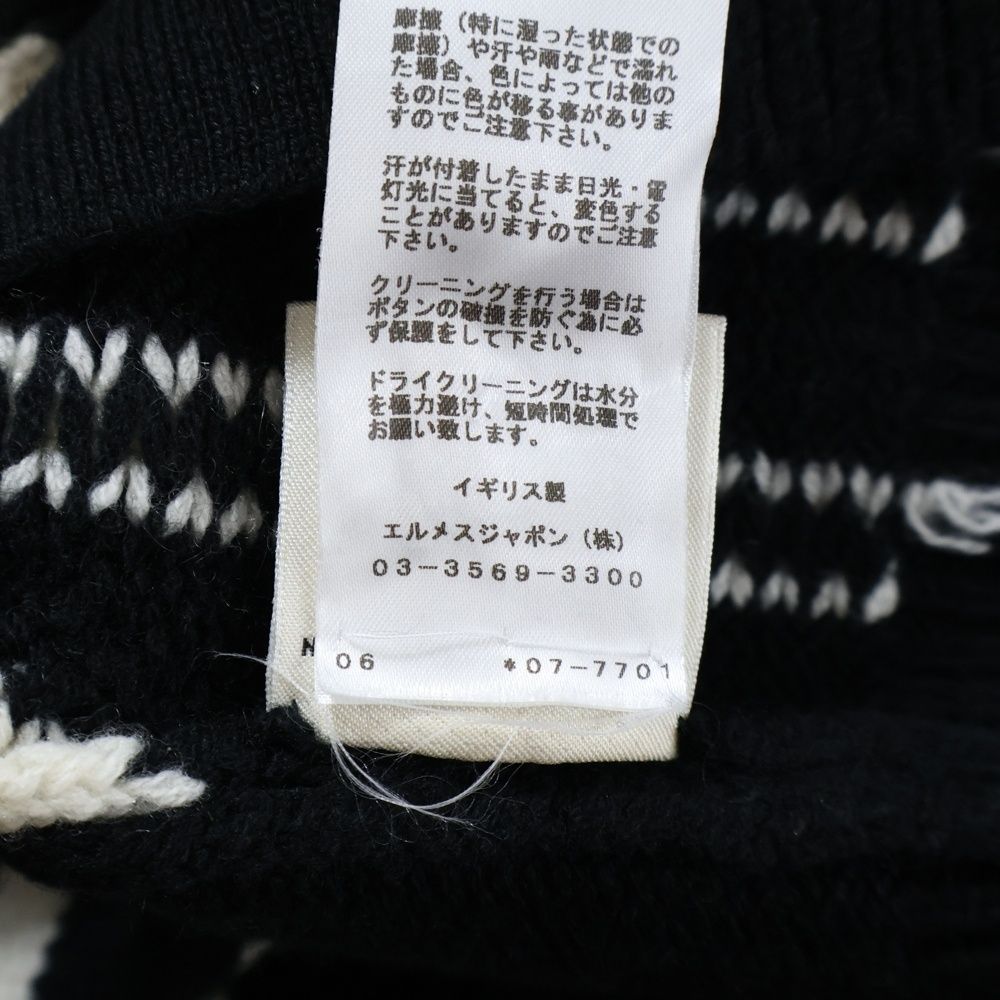 摩擦（特に湿った状態での
摩擦）や汗や雨などで濡れ
た場合、色によっては他の
ものに色が移る事がありま
すのでご注意下さい。
汗が付着したまま日光・電
灯光に当てると、変色する
ことがありますのでご注意
下さい。
クリーニングを行う場合は
ボタンの破損を防ぐ為に必
ず保護をして下さい。
ドライクリーニングは水分
を極力避け、短時間処理で
お願い致します。
イギリス製
エルメスジャポン（株）
03-3569-3300
06 *07-7701